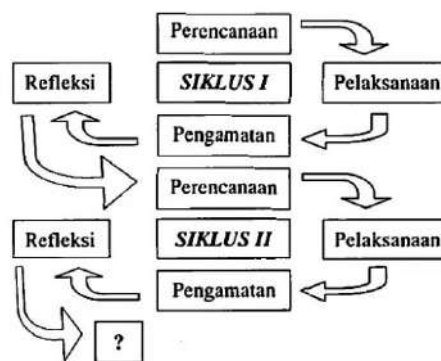 Perencanaan
Refleksi
SIKLUS I
Pelaksanaan
Pengamatan
Perencanaan
Refleksi
SIKLUS II
Pelaksanaan
Pengamatan
?